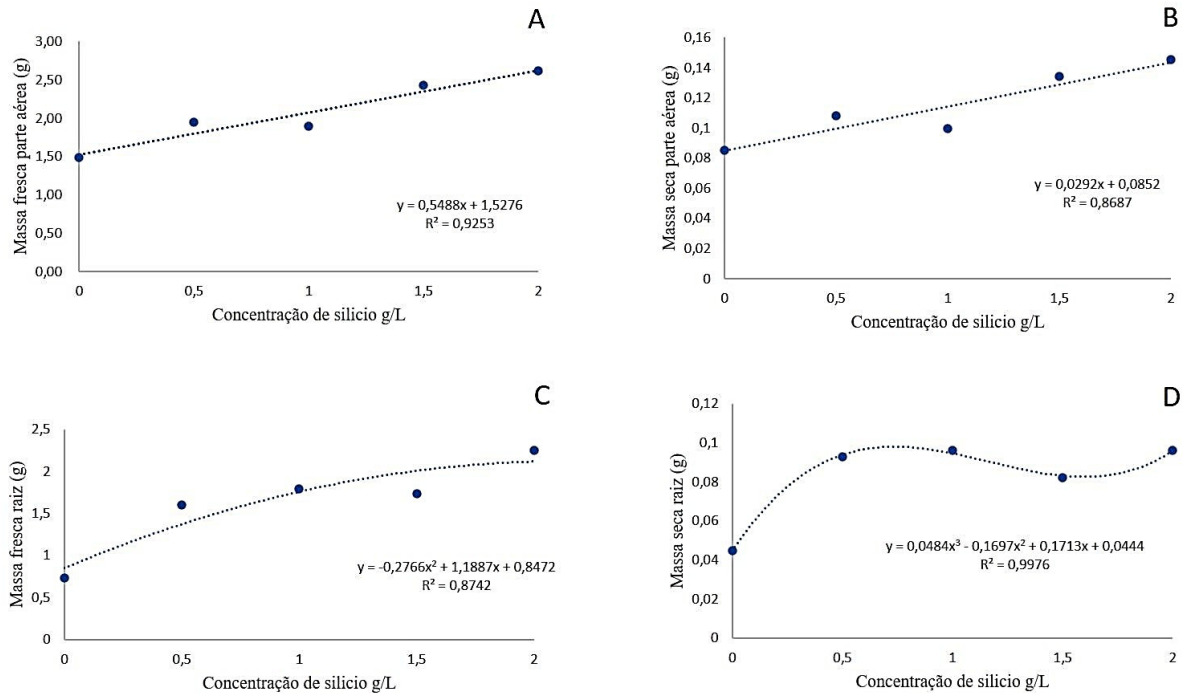 A
Massa fresca parte aérea (g)
3,00
2,50
2,00
1,50
1,00
0,50
0,00
y = 0,5488x + 1,5276
R² = 0,9253
0 0,5 1 1,5 2
Concentração de silicio g/L
B
Massa seca parte aérea (g)
0,16
0,14
0,12
0,1
0,08
0,06
0,04
0,02
0
y = 0,0292x + 0,0852
R² = 0,8687
0 0,5 1 1,5 2
Concentração de silicio g/L
C
Massa fresca raiz (g)
2,5
2
1,5
1
0,5
0
y = -0,2766x² + 1,1887x + 0,8472
R² = 0,8742
0 0,5 1 1,5 2
Concentração de silicio g/L
D
Massa seca raiz (g)
0,12
0,1
0,08
0,06
0,04
0,02
0
y = 0,0484x³ - 0,1697x² + 0,1713x + 0,0444
R² = 0,9976
0 0,5 1 1,5 2
Concentração de silicio g/L